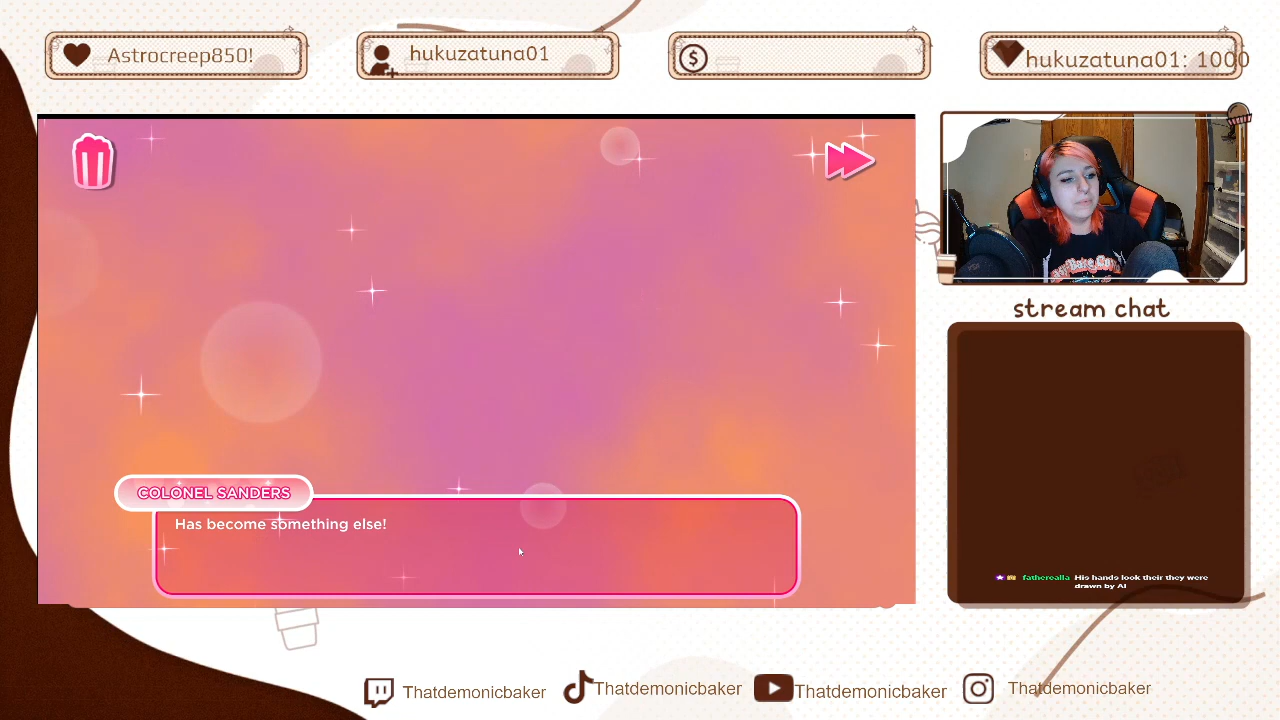 Astrocreep850!
hukuzatuna01
$
hukuzatuna01: 1000
stream chat
COLONEL SANDERS
Has become something else!
fatherealla His hands look their they were
drawn by AI
Thatdemonicbaker
Thatdemonicbaker
Thatdemonicbaker
Thatdemonicbaker